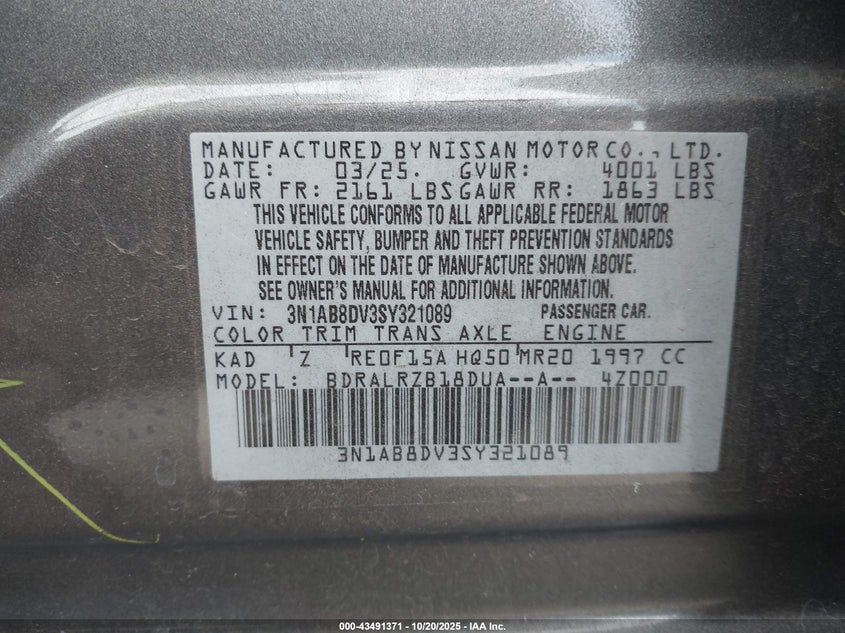 MANUFACTURED BY NISSAN MOTOR CO., LTD.
DATE: 03/25. GVWR: 4001 LBS
GAWR FR: 2161 LBS GAWR RR: 1863 LBS
THIS VEHICLE CONFORMS TO ALL APPLICABLE FEDERAL MOTOR
VEHICLE SAFETY, BUMPER AND THEFT PREVENTION STANDARDS
IN EFFECT ON THE DATE OF MANUFACTURE SHOWN ABOVE.
SEE OWNER'S MANUAL FOR ADDITIONAL INFORMATION.
VIN: 3N1AB8DV3SY321089 PASSENGER CAR.
COLOR TRIM TRANS AXLE ENGINE
KAD 'Z 'RE0F15A HQ50'MR20 1997 CC
MODEL: BDRALRZB18DUA--A-- 4Z000
3N1AB8DV3SY321089
000-43491371 - 10/20/2025 - IAA Inc.